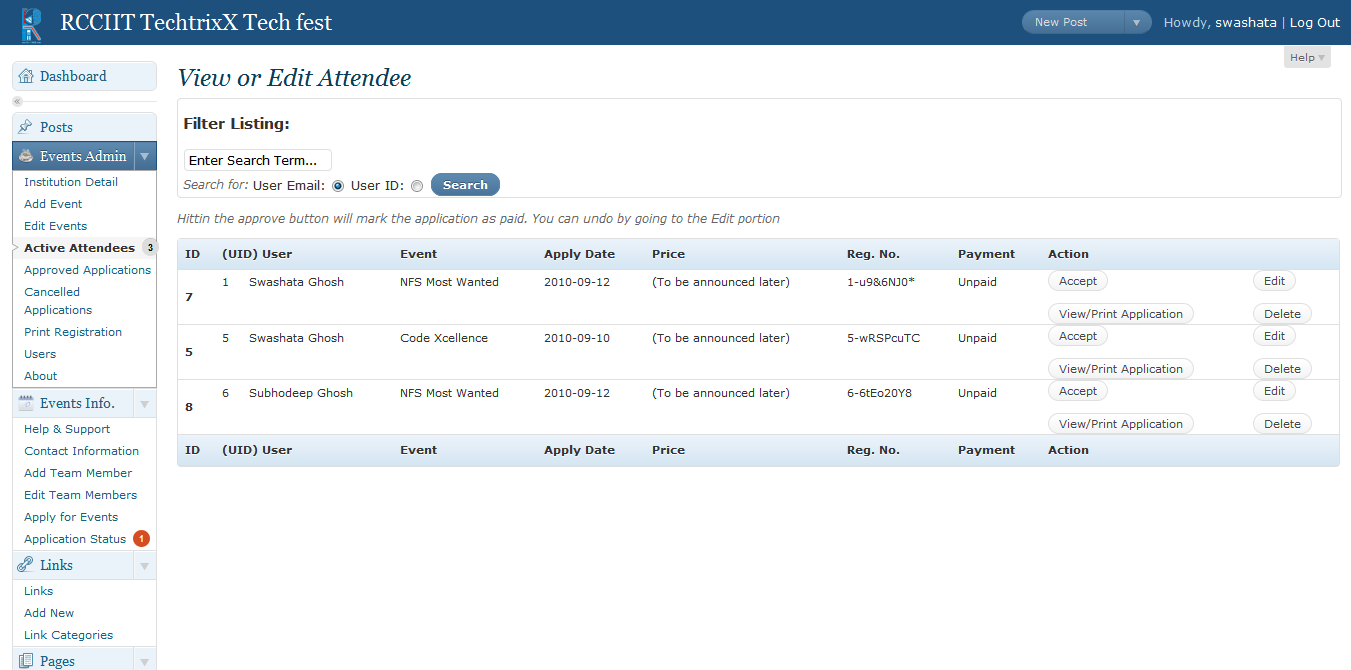 RCCIIT TechtrixX Tech fest
New Post
Howdy, swashata | Log Out
Help
Dashboard
Posts
Events Admin
Institution Detail
Add Event
Edit Events
Active Attendees 3
Approved Applications
Cancelled
Applications
Print Registration
Users
About
Events Info.
Help & Support
Contact Information
Add Team Member
Edit Team Members
Apply for Events
Application Status 1
Links
Links
Add New
Link Categories
Pages
View or Edit Attendee
Filter Listing:
Enter Search Term...
Search for: User Email: User ID: Search
Hittin the approve button will mark the application as paid. You can undo by going to the Edit portion
ID (UID) User Event Apply Date Price Reg. No. Payment Action
7 1 Swashata Ghosh NFS Most Wanted 2010-09-12 (To be announced later) 1-u9&6NJ0* Unpaid Accept Edit
View/Print Application Delete
5 5 Swashata Ghosh Code Xcellence 2010-09-10 (To be announced later) 5-wRSPcuTC Unpaid Accept Edit
View/Print Application Delete
8 6 Subhodeep Ghosh NFS Most Wanted 2010-09-12 (To be announced later) 6-6tEo20Y8 Unpaid Accept Edit
View/Print Application Delete
ID (UID) User Event Apply Date Price Reg. No. Payment Action